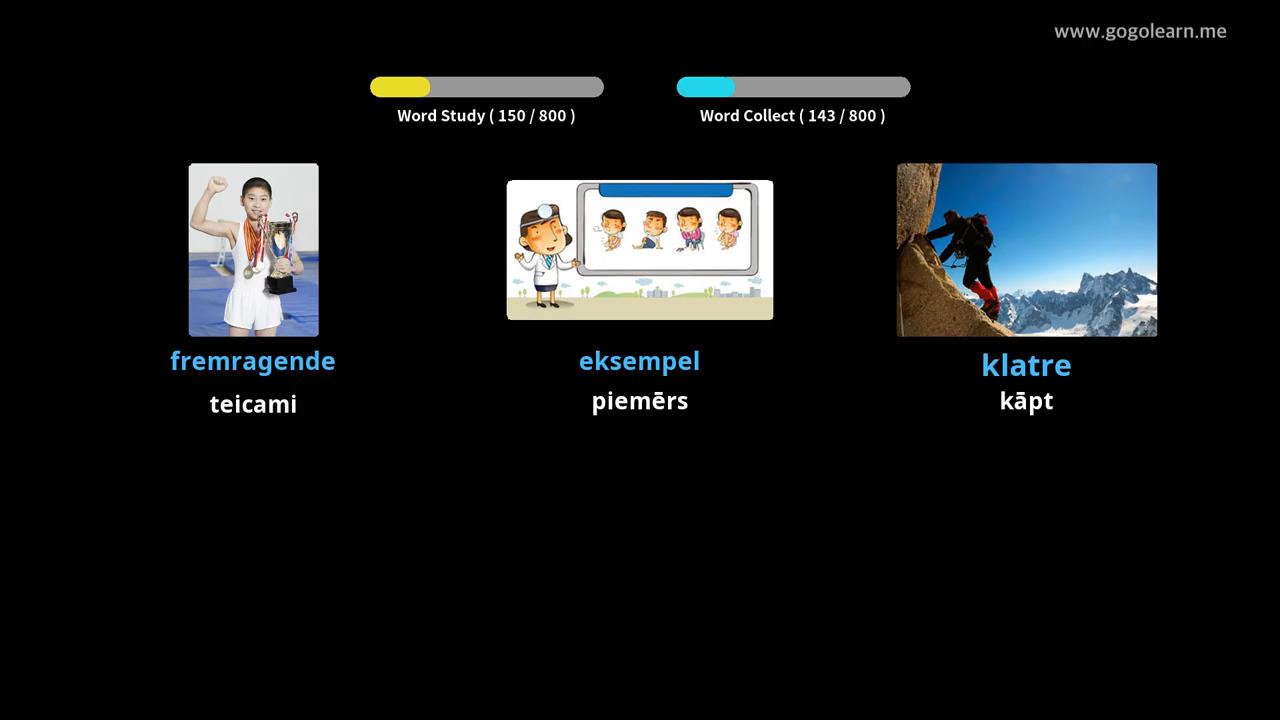 www.gogolearn.me
Word Study ( 150 / 800 )
Word Collect ( 143 / 800 )
fremragende
eksempel
klatre
teicami
piemērs
kāpt